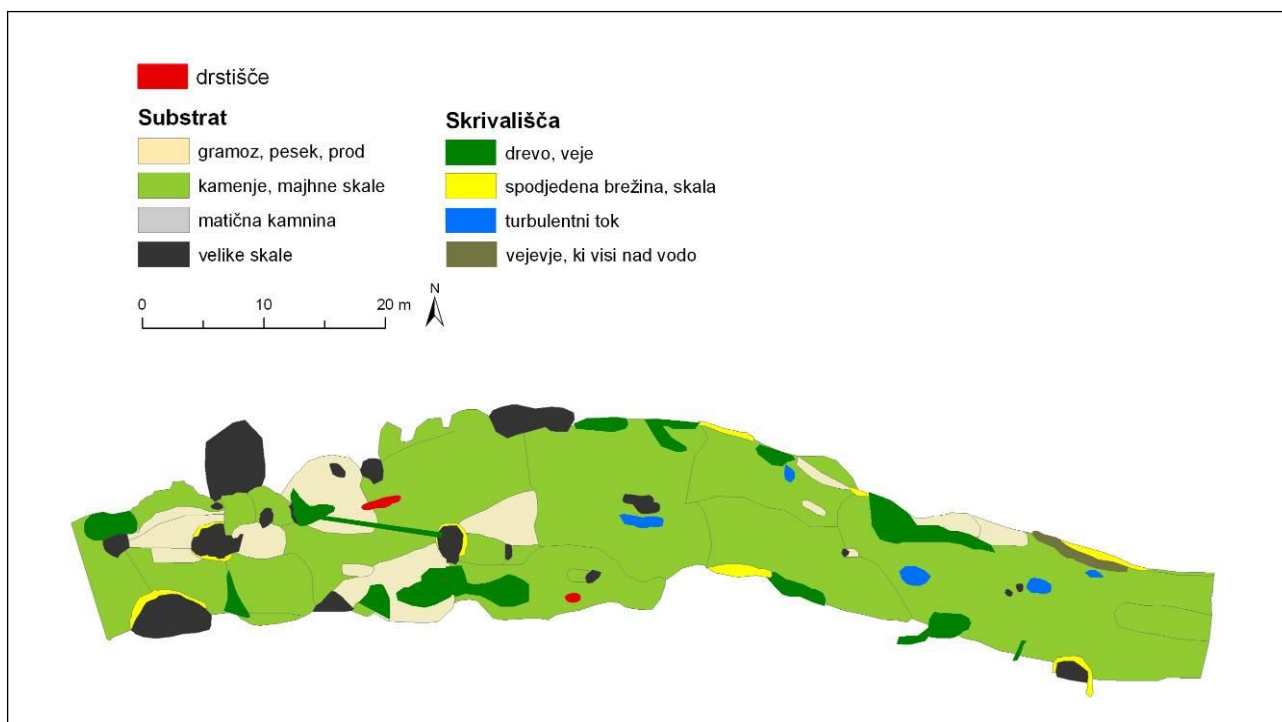 drstišče
Substrat
gramoz, pesek, prod
kamenje, majhne skale
matična kamnina
velike skale
Skrivališča
drevo, veje
spodjedena brežina, skala
turbulentni tok
vejevje, ki visi nad vodo
0 10 20 m
N